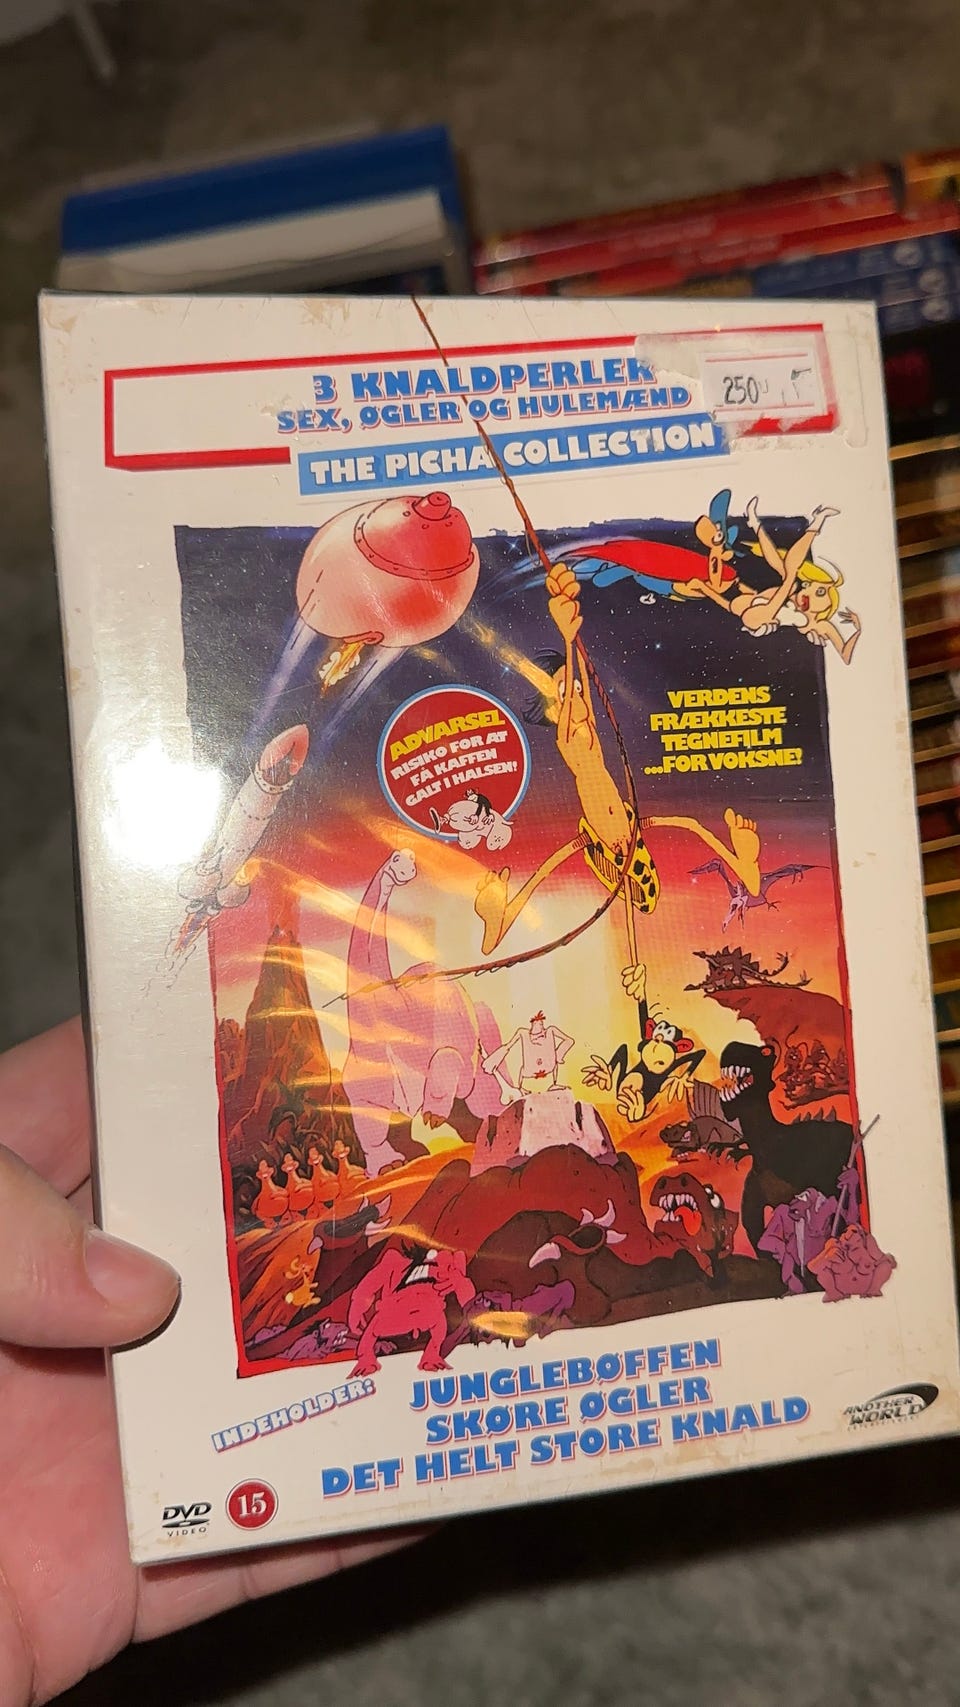 3 KNALDPERLER
SEX, ØGLER OG HULEMÆND
250
THE PICHA COLLECTION
ADVARSEL
RISIKO FOR AT
FÅ KAFFEN
GALT I HALSEN!
VERDENS
FRÆKKESTE
TEGNEFILM
...FOR VOKSNE!
INDEHOLDER:
JUNGLEBØFFEN
SKØRE ØGLER
DET HELT STORE KNALD
ANOTHER
WORLD
ENTERTAINMENT
DVD
VIDEO
15